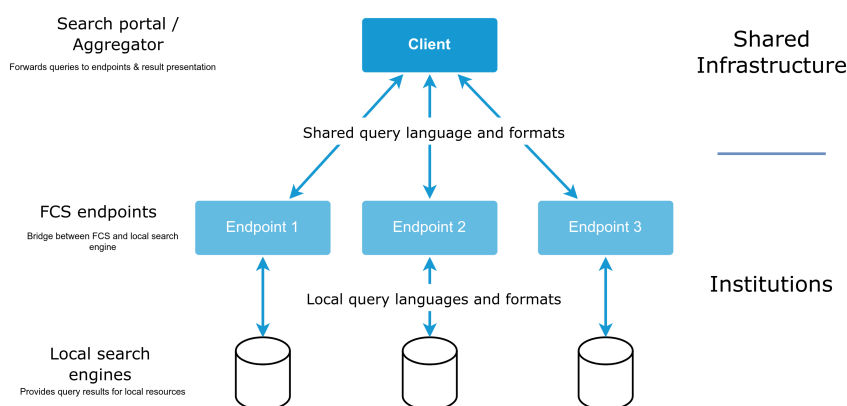 Search portal /
Aggregator
Forwards queries to endpoints & result presentation
Client
Shared
Infrastructure
Shared query language and formats
FCS endpoints
Bridge between FCS and local search
engine
Endpoint 1
Endpoint 2
Endpoint 3
Institutions
Local query languages and formats
Local search
engines
Provides query results for local resources